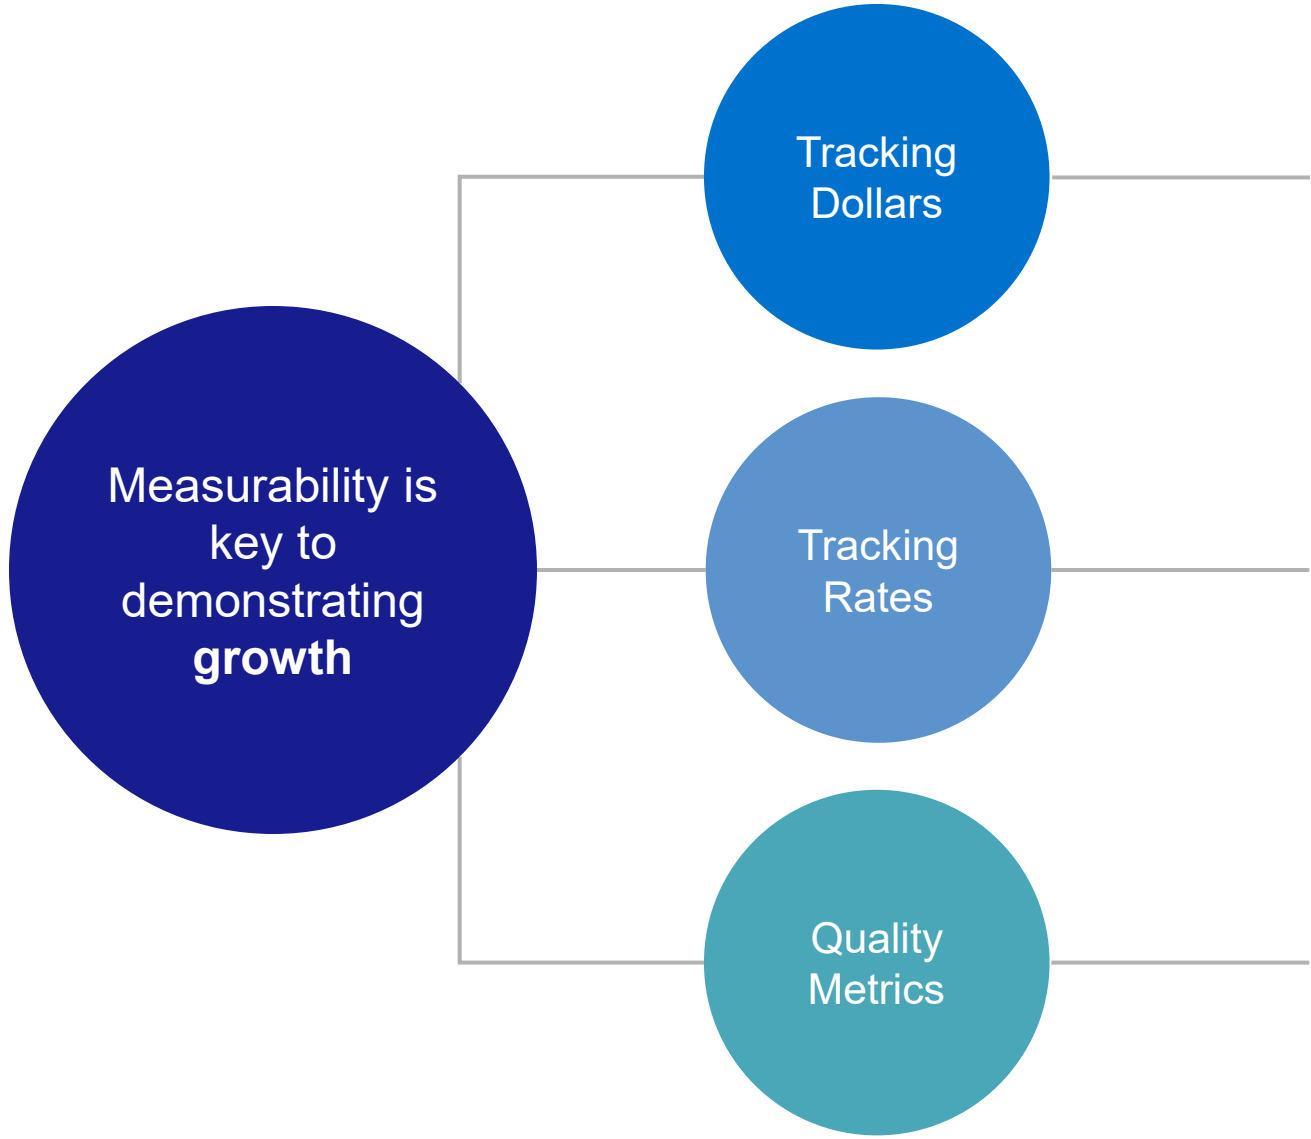 Measurability is
key to
demonstrating
growth
Tracking
Dollars
Tracking
Rates
Quality
Metrics